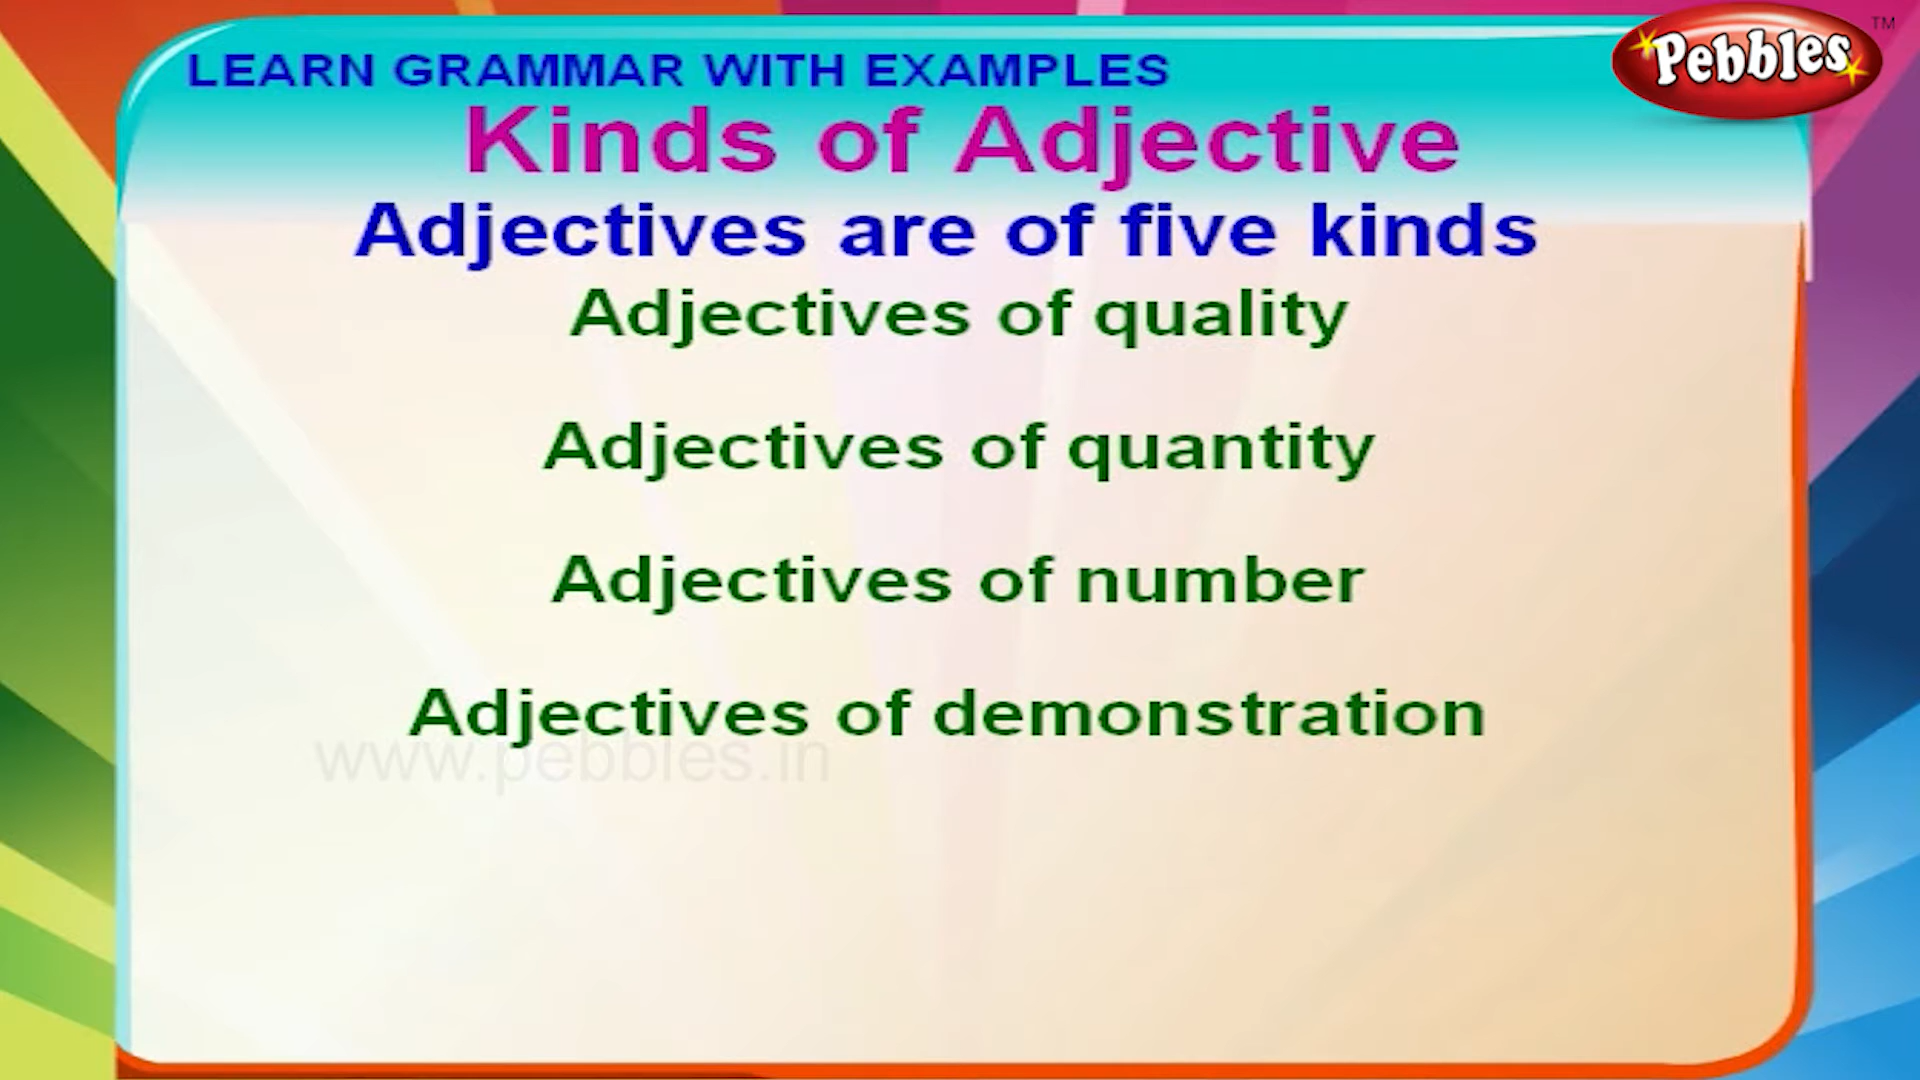 LEARN GRAMMAR WITH EXAMPLES
Pebbles TM
Kinds of Adjective
Adjectives are of five kinds
Adjectives of quality
Adjectives of quantity
Adjectives of number
Adjectives of demonstration
www.pebbles.in